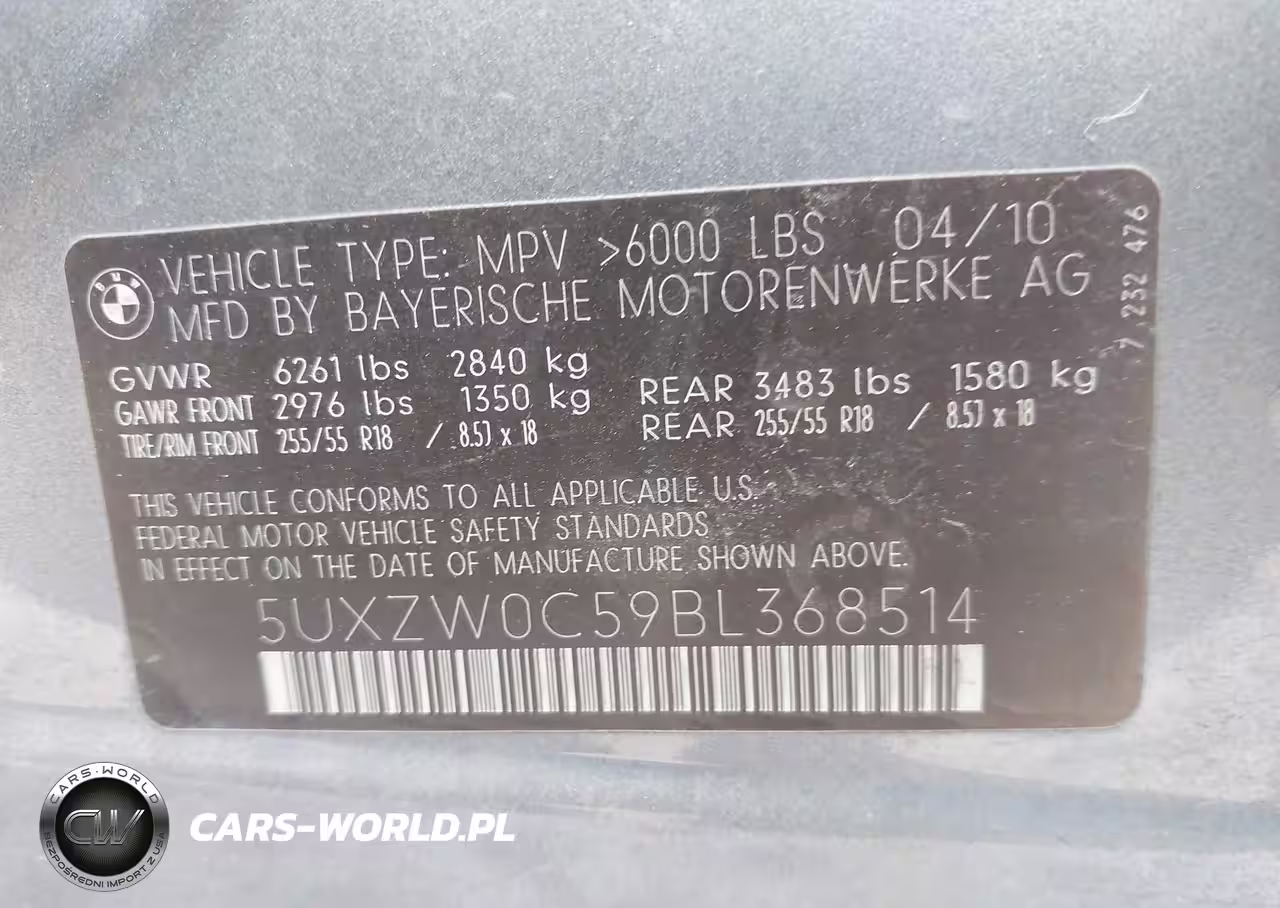 VEHICLE TYPE: MPV >6000 LBS 04/10
MFD BY BAYERISCHE MOTORENWERKE AG
7 232 476
GVWR 6261 lbs 2840 kg
GAWR FRONT 2976 lbs 1350 kg REAR 3483 lbs 1580 kg
TIRE/RIM FRONT 255/55 R18 / 8.5J x 18 REAR 255/55 R18 / 8.5J x 18
THIS VEHICLE CONFORMS TO ALL APPLICABLE U.S.
FEDERAL MOTOR VEHICLE SAFETY STANDARDS
IN EFFECT ON THE DATE OF MANUFACTURE SHOWN ABOVE.
5UXZW0C59BL368514
CARS-WORLD
CW
BEZPOŚREDNI IMPORT Z USA
CARS-WORLD.PL